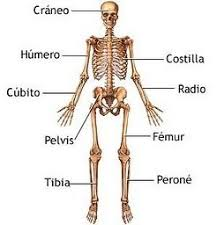 Cráneo
Húmero
Costilla
Cúbito
Radio
Pelvis
Fémur
Tibia
Peroné